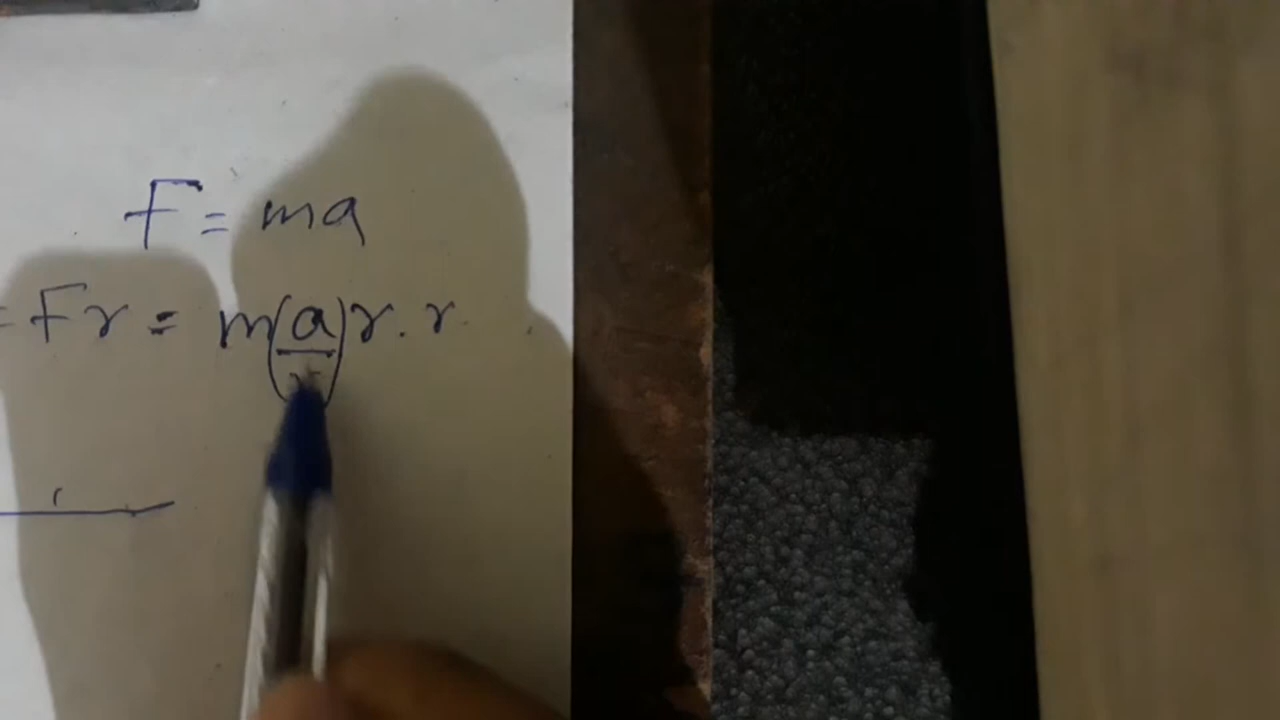 F = ma
= Fr = m(a/r)r.r